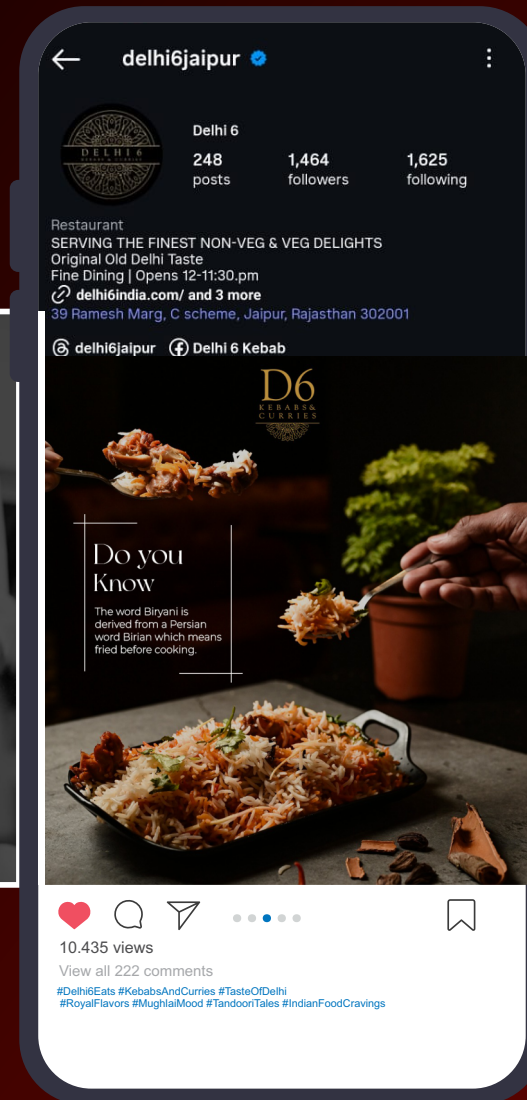 delhi6jaipur
DELHI 6
Delhi 6
248 1,464 1,625
posts followers following
Restaurant
SERVING THE FINEST NON-VEG & VEG DELIGHTS
Original Old Delhi Taste
Fine Dining | Opens 12-11:30.pm
delhi6india.com/ and 3 more
39 Ramesh Marg, C scheme, Jaipur, Rajasthan 302001
delhi6jaipur Delhi 6 Kebab
D6
KEBABS&
CURRIES
Do you
Know
The word Biryani is
derived from a Persian
word Birian which means
fried before cooking.
10.435 views
View all 222 comments
#Delhi6Eats #KebabsAndCurries #TasteOfDelhi
#RoyalFlavors #MughlaiMood #TandooriTales #IndianFoodCravings